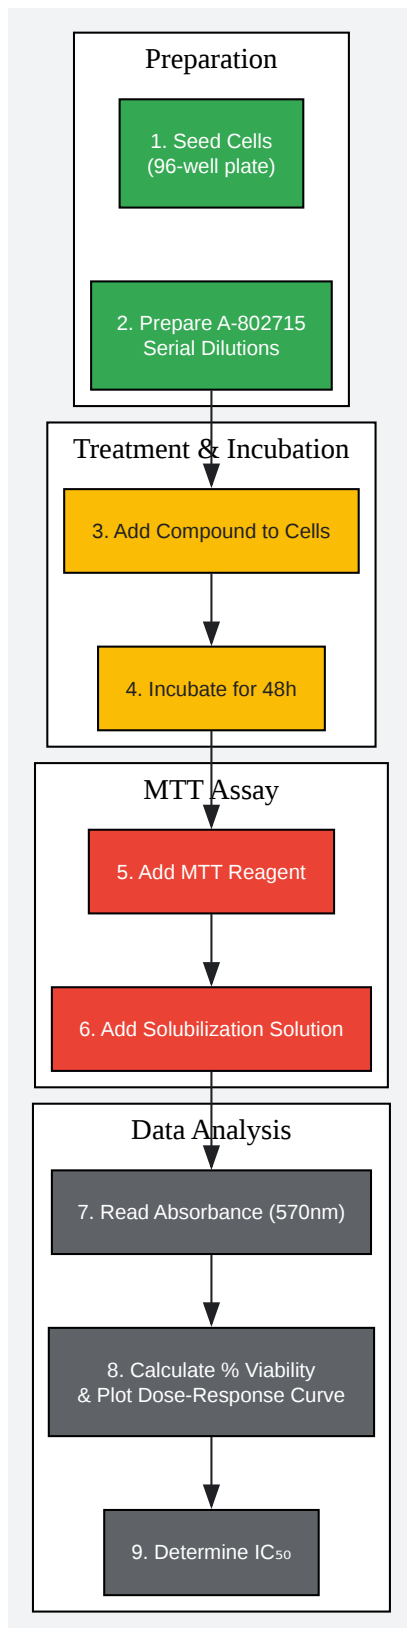 Preparation
1. Seed Cells
(96-well plate)
2. Prepare A-802715
Serial Dilutions
Treatment & Incubation
3. Add Compound to Cells
4. Incubate for 48h
MTT Assay
5. Add MTT Reagent
6. Add Solubilization Solution
Data Analysis
7. Read Absorbance (570nm)
8. Calculate % Viability
& Plot Dose-Response Curve
9. Determine IC₅₀